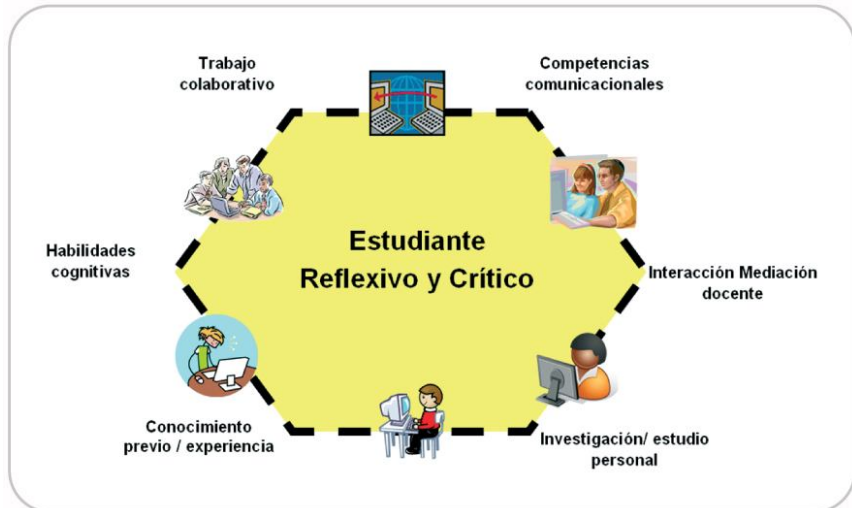 Trabajo
colaborativo
Competencias
comunicacionales
Habilidades
cognitivas
Estudiante
Reflexivo y Crítico
Interacción Mediación
docente
Conocimiento
previo / experiencia
Investigación/ estudio
personal